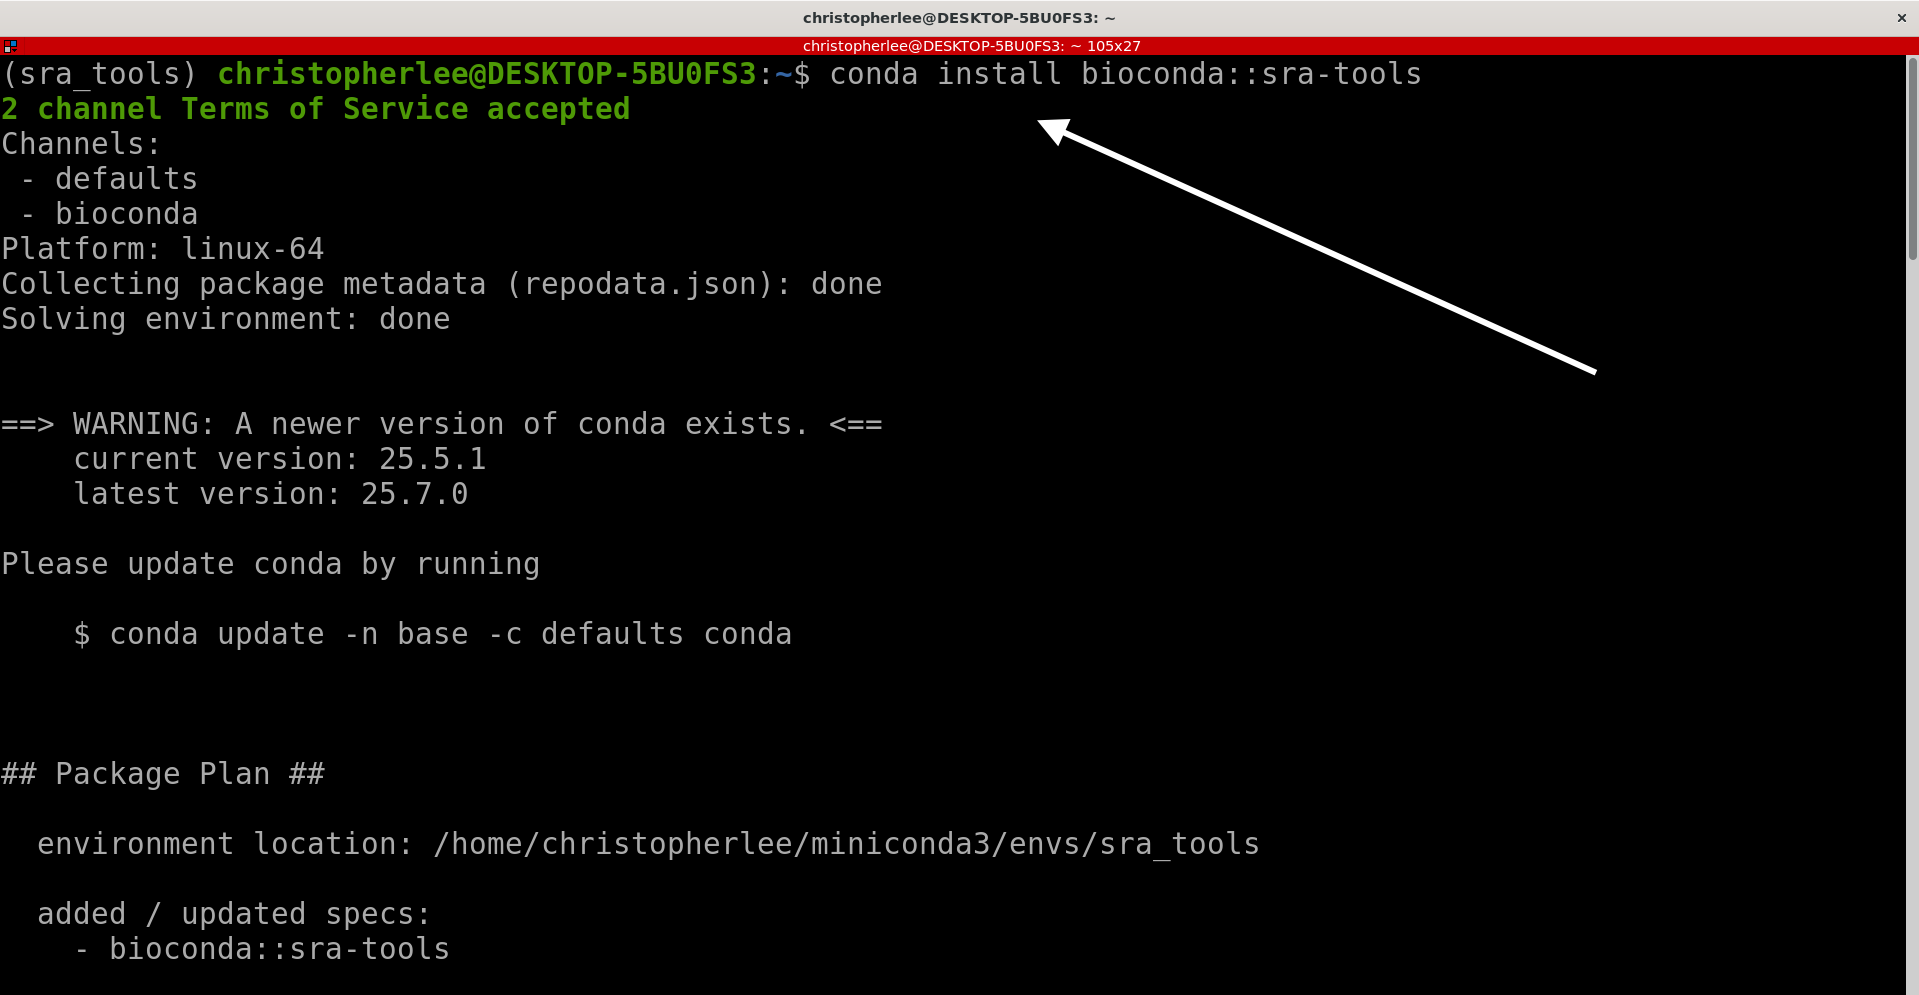 christopherlee@DESKTOP-5BU0FS3: ~
christopherlee@DESKTOP-5BU0FS3: ~ 105x27
(sra_tools) christopherlee@DESKTOP-5BU0FS3:~$ conda install bioconda::sra-tools
2 channel Terms of Service accepted
Channels:
 - defaults
 - bioconda
Platform: linux-64
Collecting package metadata (repodata.json): done
Solving environment: done
==> WARNING: A newer version of conda exists. <==
    current version: 25.5.1
    latest version: 25.7.0
Please update conda by running
    $ conda update -n base -c defaults conda
## Package Plan ##
  environment location: /home/christopherlee/miniconda3/envs/sra_tools
  added / updated specs:
    - bioconda::sra-tools